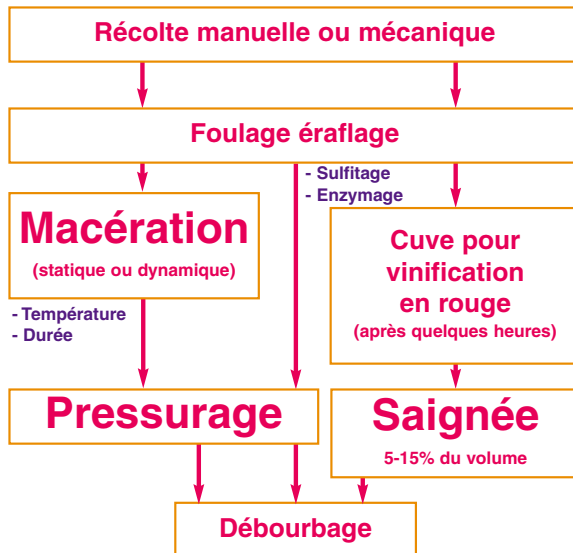 Récolte manuelle ou mécanique
Foulage éraflage
- Sulfitage
- Enzymage
Macération
(statique ou dynamique)
Cuve pour
vinification
en rouge
(après quelques heures)
- Température
- Durée
Pressurage
Saignée
5-15% du volume
Débourbage